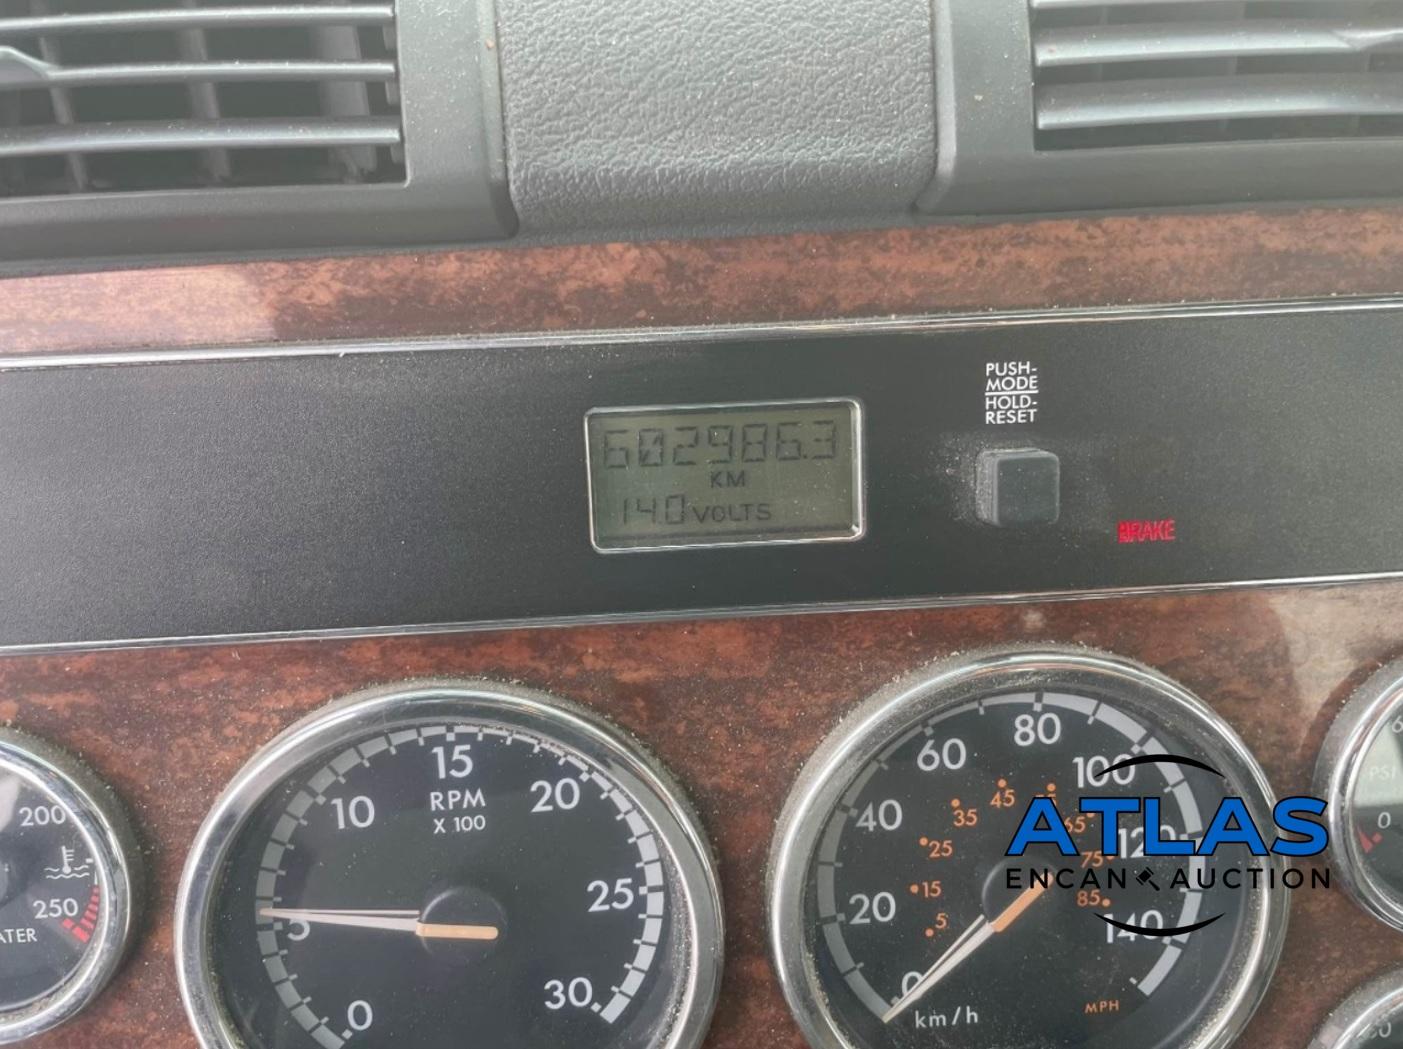 PUSH-
MODE
HOLD-
RESET
602986.3
KM
14.0 VOLTS
BRAKE
200
250
ATER
15
RPM
X 100
10
20
5
25
0
30
80
60
100
40
120
20
140
0
km/h
45
35
65
25
75
15
85
5
MPH
PSI
0
ATLAS
ENCAN AUCTION